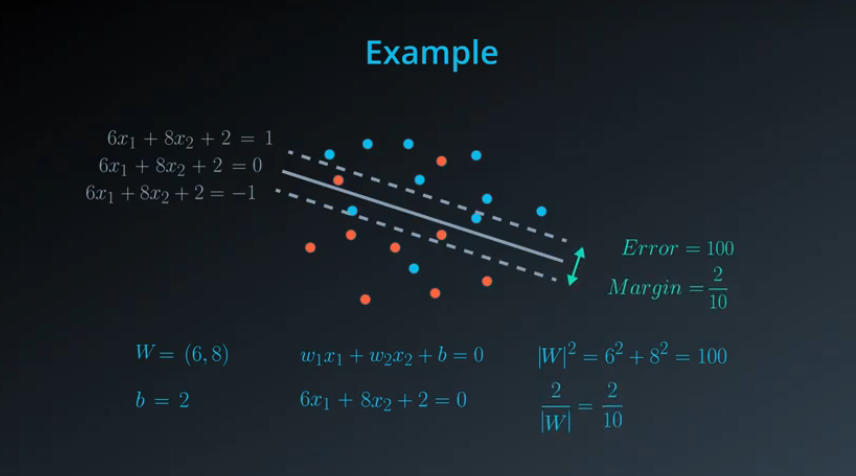 Example
6x₁ + 8x₂ + 2 = 1
6x₁ + 8x₂ + 2 = 0
6x₁ + 8x₂ + 2 = −1
Error = 100
Margin = 2/10
W = (6, 8)
w₁x₁ + w₂x₂ + b = 0
|W|² = 6² + 8² = 100
b = 2
6x₁ + 8x₂ + 2 = 0
2/|W| = 2/10